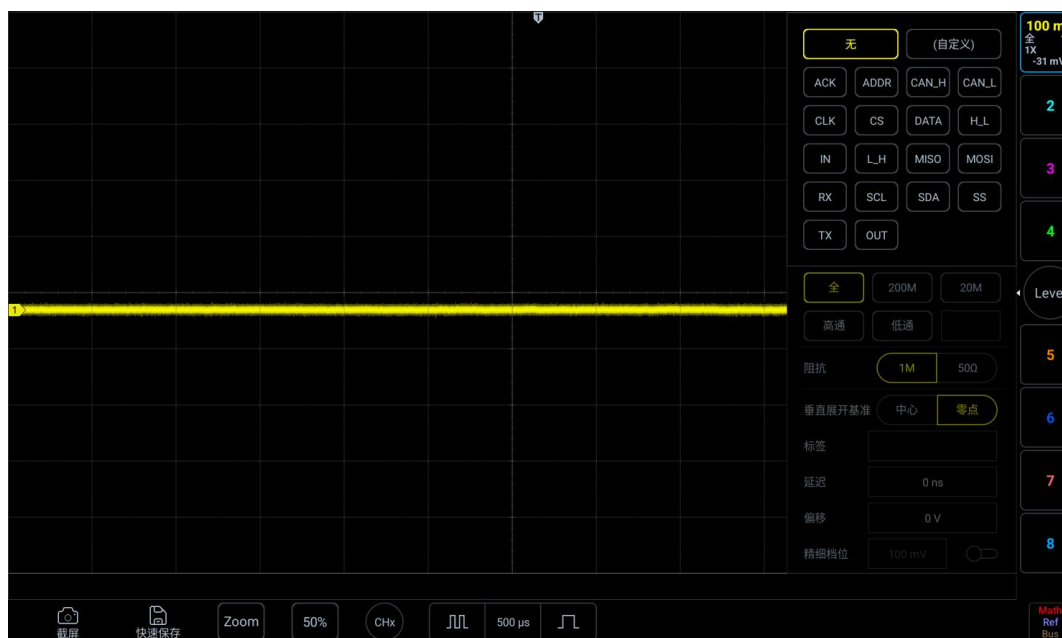 T
100 m
全
1X
-31 mV
无 (自定义)
ACK ADDR CAN_H CAN_L
CLK CS DATA H_L
IN L_H MISO MOSI
RX SCL SDA SS
TX OUT
2
3
4
Leve
1
全 200M 20M
高通 低通
阻抗 1M 50Ω
垂直展开基准 中心 零点
标签
延迟 0 ns
偏移 0 V
精细档位 100 mV
5
6
7
8
截屏 快速保存 Zoom 50% CHx 500 μs
Math
Ref
Bus